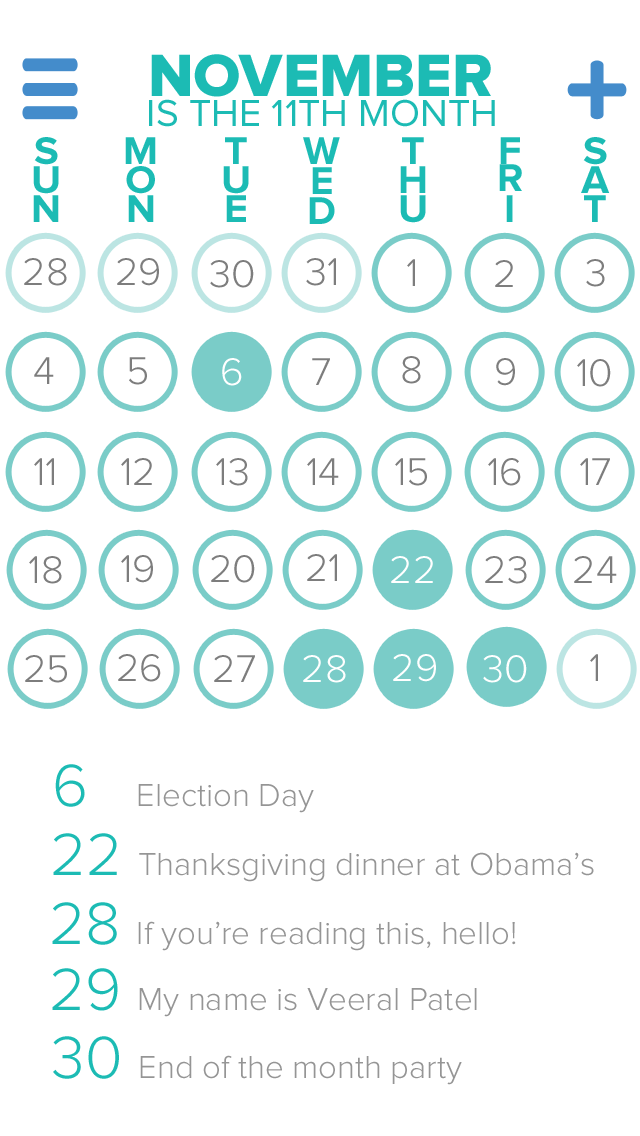 NOVEMBER
IS THE 11TH MONTH
SUN MON TUE WED THU FRI SAT
28 29 30 31 1 2 3
4 5 6 7 8 9 10
11 12 13 14 15 16 17
18 19 20 21 22 23 24
25 26 27 28 29 30 1
6 Election Day
22 Thanksgiving dinner at Obama’s
28 If you’re reading this, hello!
29 My name is Veeral Patel
30 End of the month party